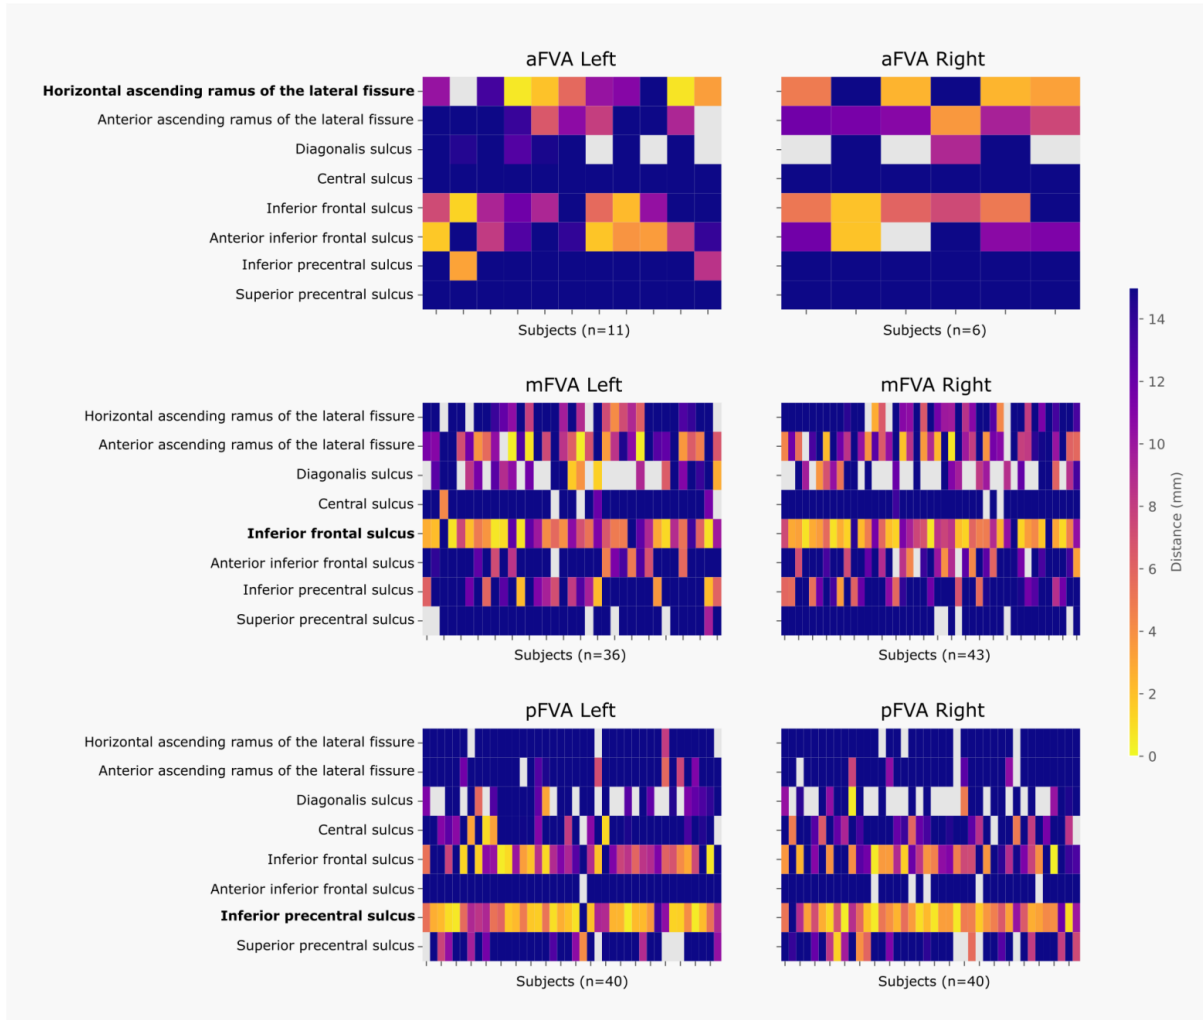 aFVA Left
aFVA Right
Horizontal ascending ramus of the lateral fissure
Anterior ascending ramus of the lateral fissure
Diagonalis sulcus
Central sulcus
Inferior frontal sulcus
Anterior inferior frontal sulcus
Inferior precentral sulcus
Superior precentral sulcus
Subjects (n=11)
Subjects (n=6)
mFVA Left
mFVA Right
Horizontal ascending ramus of the lateral fissure
Anterior ascending ramus of the lateral fissure
Diagonalis sulcus
Central sulcus
Inferior frontal sulcus
Anterior inferior frontal sulcus
Inferior precentral sulcus
Superior precentral sulcus
Subjects (n=36)
Subjects (n=43)
pFVA Left
pFVA Right
Horizontal ascending ramus of the lateral fissure
Anterior ascending ramus of the lateral fissure
Diagonalis sulcus
Central sulcus
Inferior frontal sulcus
Anterior inferior frontal sulcus
Inferior precentral sulcus
Superior precentral sulcus
Subjects (n=40)
Subjects (n=40)
14
12
10
8
6
4
2
0
Distance (mm)